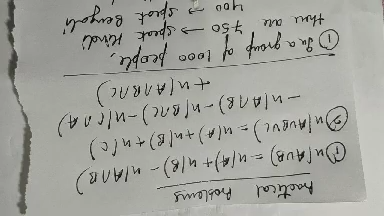 Practical Problems
① n(A∪B) = n(A) + n(B) - n(A∩B)
② n(A∪B∪C) = n(A) + n(B) + n(C)
- n(A∩B) - n(B∩C) - n(C∩A)
+ n(A∩B∩C)
① In a group of 1000 people,
there are 750 → speak Hindi
400 → speak Bengali